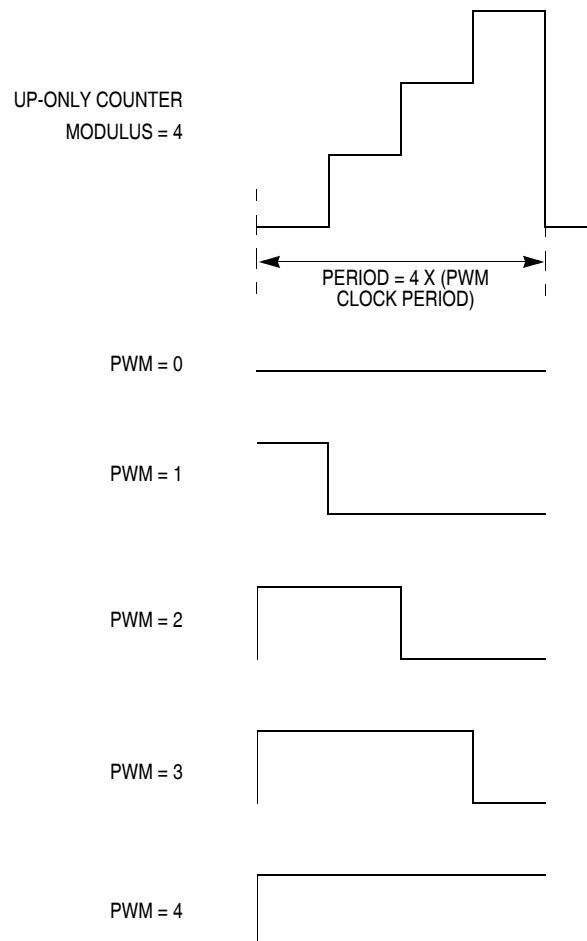 UP-ONLY COUNTER
MODULUS = 4
PERIOD = 4 X (PWM
CLOCK PERIOD)
PWM = 0
PWM = 1
PWM = 2
PWM = 3
PWM = 4